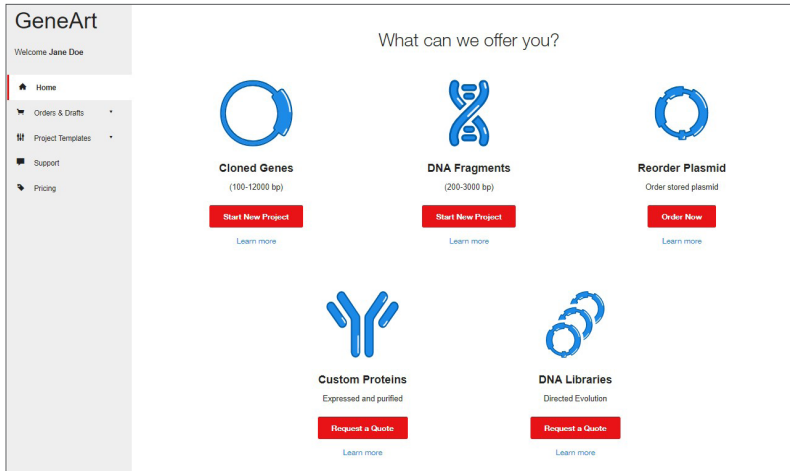 GeneArt
Welcome Jane Doe
Home
Orders & Drafts
Project Templates
Support
Pricing
What can we offer you?
Cloned Genes
(100-12000 bp)
Start New Project
Learn more
DNA Fragments
(200-3000 bp)
Start New Project
Learn more
Reorder Plasmid
Order stored plasmid
Order Now
Learn more
Custom Proteins
Expressed and purified
Request a Quote
Learn more
DNA Libraries
Directed Evolution
Request a Quote
Learn more